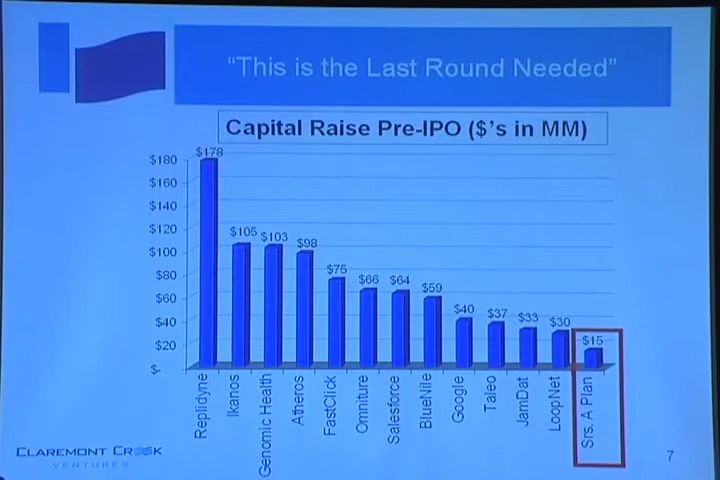 “This is the Last Round Needed”
Capital Raise Pre-IPO ($'s in MM)
$180
$160
$140
$120
$100
$80
$60
$40
$20
$-
$178
$105
$103
$98
$75
$66
$64
$59
$40
$37
$33
$30
$15
Replidyne
Ikanos
Genomic Health
Atheros
FastClick
Omniture
Salesforce
BlueNile
Google
Taleo
JamDat
LoopNet
Srs. A Plan
CLAREMONT CREEK
VENTURES
7